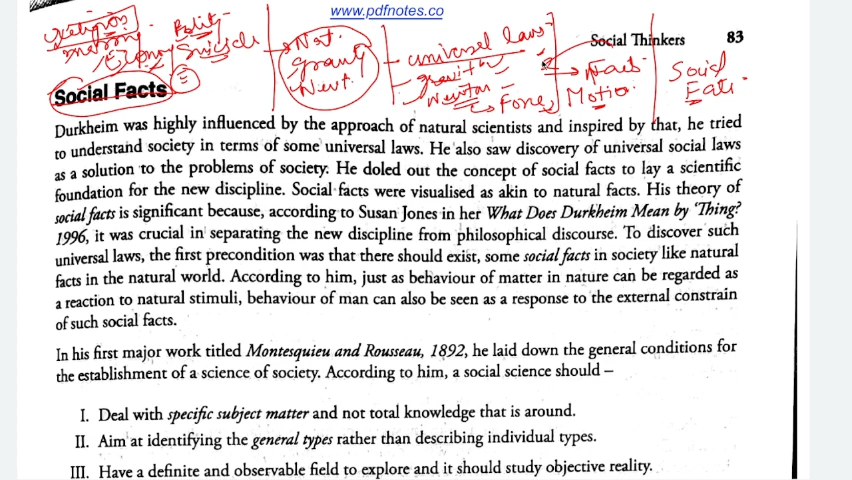 www.pdfnotes.co
Religion Polity
Economy
Nat.
gravity
Newt.
universal laws
gravity
Newton
Force
Motion
Social
Social Thinkers 83
Social Facts
Durkheim was highly influenced by the approach of natural scientists and inspired by that, he tried
to understand society in terms of some universal laws. He also saw discovery of universal social laws
as a solution to the problems of society. He doled out the concept of social facts to lay a scientific
foundation for the new discipline. Social facts were visualised as akin to natural facts. His theory of
social facts is significant because, according to Susan Jones in her What Does Durkheim Mean by 'Thing?
1996, it was crucial in separating the new discipline from philosophical discourse. To discover such
universal laws, the first precondition was that there should exist, some social facts in society like natural
facts in the natural world. According to him, just as behaviour of matter in nature can be regarded as
a reaction to natural stimuli, behaviour of man can also be seen as a response to the external constrain
of such social facts.
In his first major work titled Montesquieu and Rousseau, 1892, he laid down the general conditions for
the establishment of a science of society. According to him, a social science should –
I. Deal with specific subject matter and not total knowledge that is around.
II. Aim at identifying the general types rather than describing individual types.
III. Have a definite and observable field to explore and it should study objective reality.